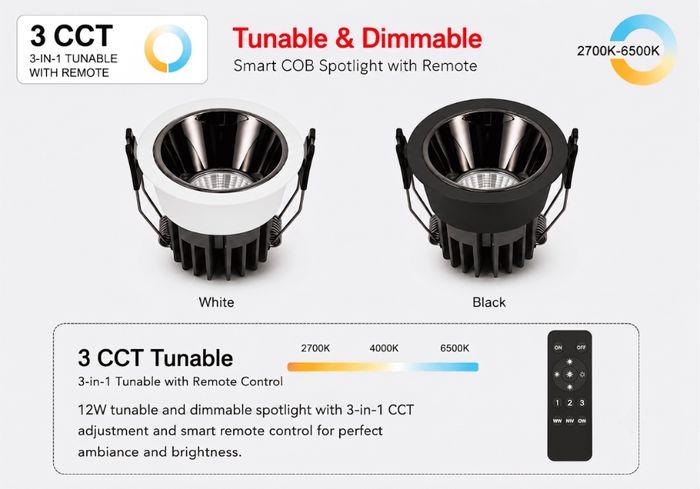 3 CCT
3-IN-1 TUNABLE
WITH REMOTE
Tunable & Dimmable
Smart COB Spotlight with Remote
2700K-6500K
White
Black
3 CCT Tunable
3-in-1 Tunable with Remote Control
12W tunable and dimmable spotlight with 3-in-1 CCT
adjustment and smart remote control for perfect
ambiance and brightness.
2700K 4000K 6500K
ON OFF
1 2 3
WW NW CW